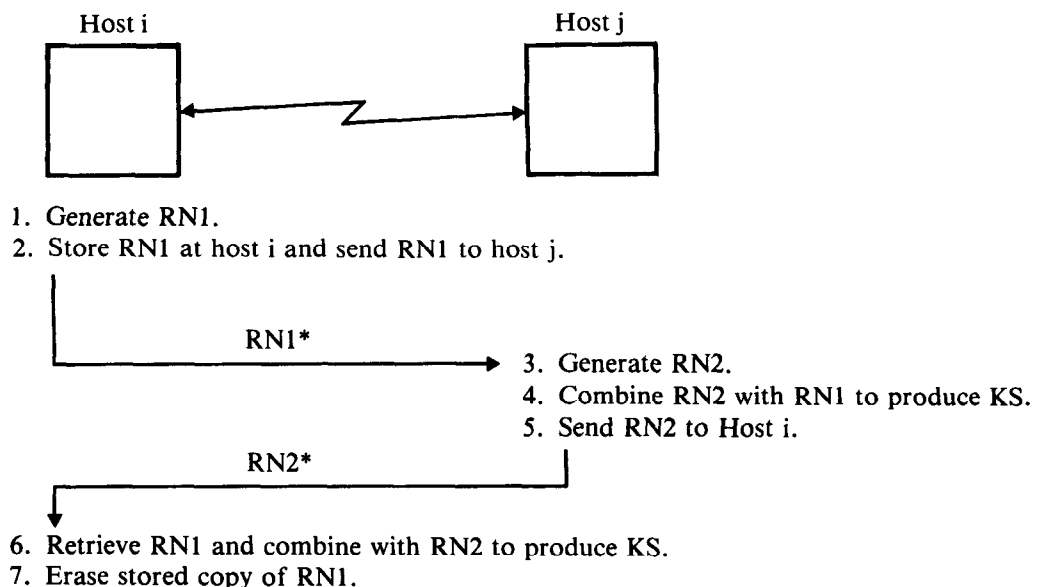 Host i
Host j
1. Generate RN1.
2. Store RN1 at host i and send RN1 to host j.
RN1*
3. Generate RN2.
4. Combine RN2 with RN1 to produce KS.
5. Send RN2 to Host i.
RN2*
6. Retrieve RN1 and combine with RN2 to produce KS.
7. Erase stored copy of RN1.